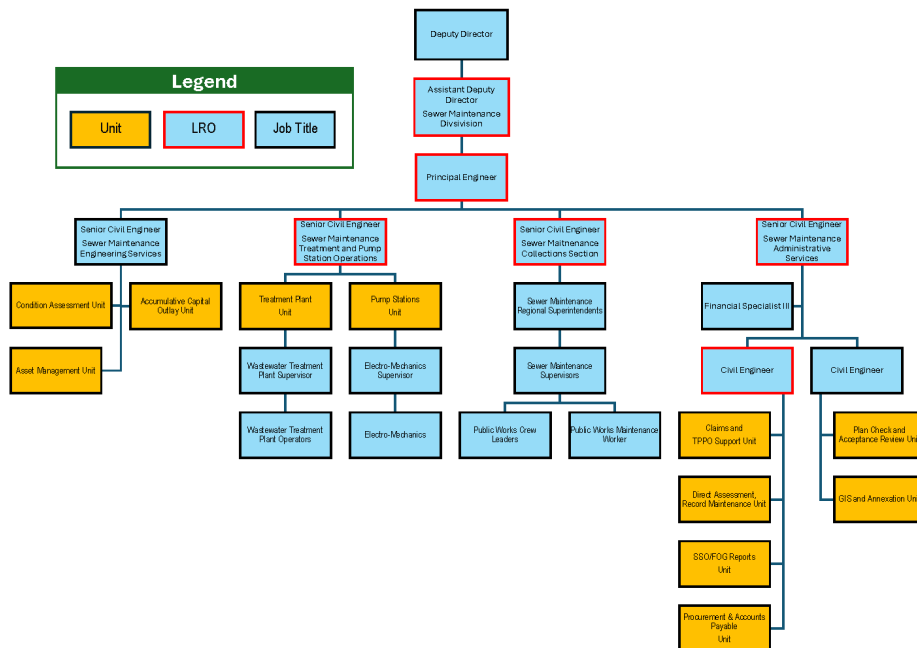 Deputy Director
Legend
Unit
LRO
Job Title
Assistant Deputy
Director
Sewer Maintenance
Divsivision
Principal Engineer
Senior Civil Engineer
Sewer Maintenance
Engineering Services
Senior Civil Engineer
Sewer Maintenance
Treatment and Pump
Station Operations
Senior Civil Engineer
Sewer Maitnenance
Collections Section
Senior Civil Engineer
Sewer Maintenance
Administrative
Services
Condition Assessment Unit
Accumulative Capital
Outlay Unit
Asset Management Unit
Treatment Plant
Unit
Pump Stations
Unit
Wastewater Treatment
Plant Supervisor
Electro-Mechanics
Supervisor
Wastewater Treatment
Plant Operators
Electro-Mechanics
Sewer Maintenance
Regional Superintendents
Sewer Maintenance
Supervisors
Public Works Crew
Leaders
Public Works Maintenance
Worker
Financial Specialist III
Civil Engineer
Civil Engineer
Claims and
TPPO Support Unit
Direct Assessment,
Record Maintenance Unit
SSO/FOG Reports
Unit
Procurement & Accounts
Payable
Unit
Plan Check and
Acceptance Review Unit
GIS and Annexation Unit